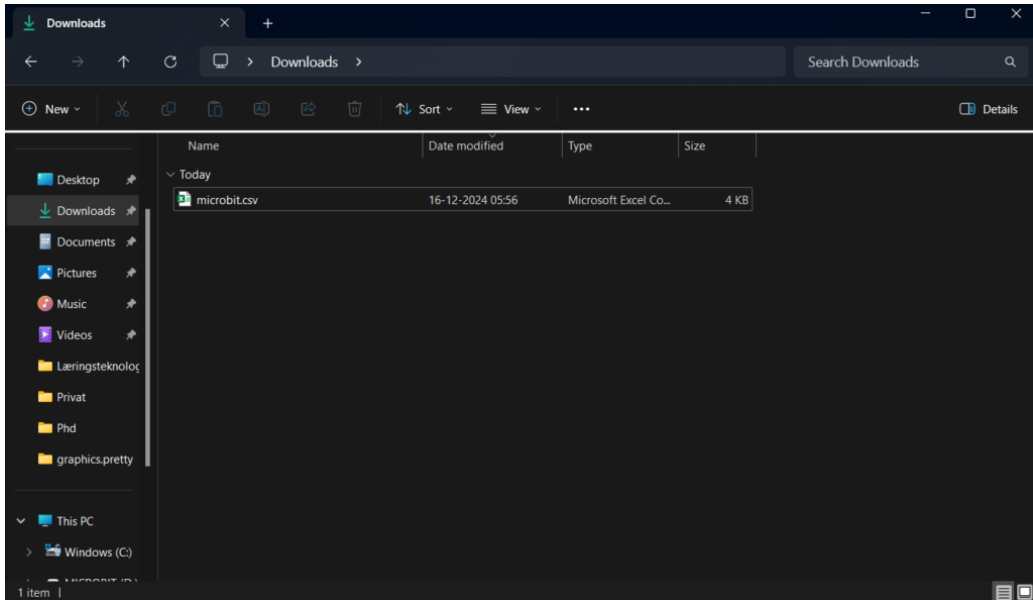 Downloads
Downloads
Search Downloads
New Sort View ... Details
Name Date modified Type Size
Today
microbit.csv 16-12-2024 05:56 Microsoft Excel Co... 4 KB
Desktop
Downloads
Documents
Pictures
Music
Videos
Læringsteknolog
Privat
Phd
graphics.pretty
This PC
Windows (C:)
1 item